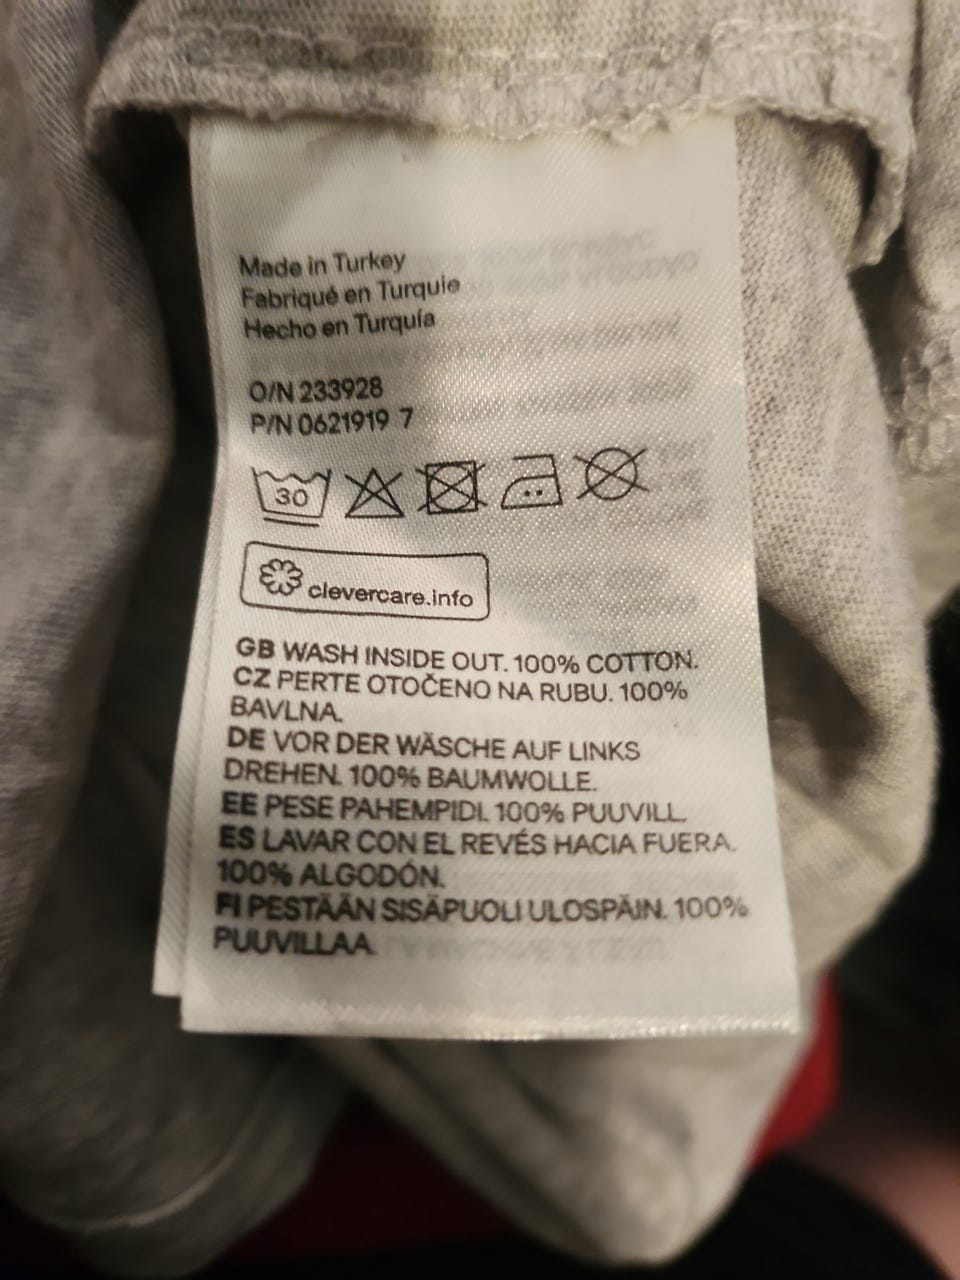 Made in Turkey
Fabriqué en Turquie
Hecho en Turquía
O/N 233928
P/N 0621919 7
30
clevercare.info
GB WASH INSIDE OUT. 100% COTTON.
CZ PERTE OTOČENO NA RUBU. 100%
BAVLNA.
DE VOR DER WÄSCHE AUF LINKS
DREHEN. 100% BAUMWOLLE.
EE PESE PAHEMPIDI. 100% PUUVILL.
ES LAVAR CON EL REVÉS HACIA FUERA.
100% ALGODÓN.
FI PESTÄÄN SISÄPUOLI ULOSPÄIN. 100%
PUUVILLAA.